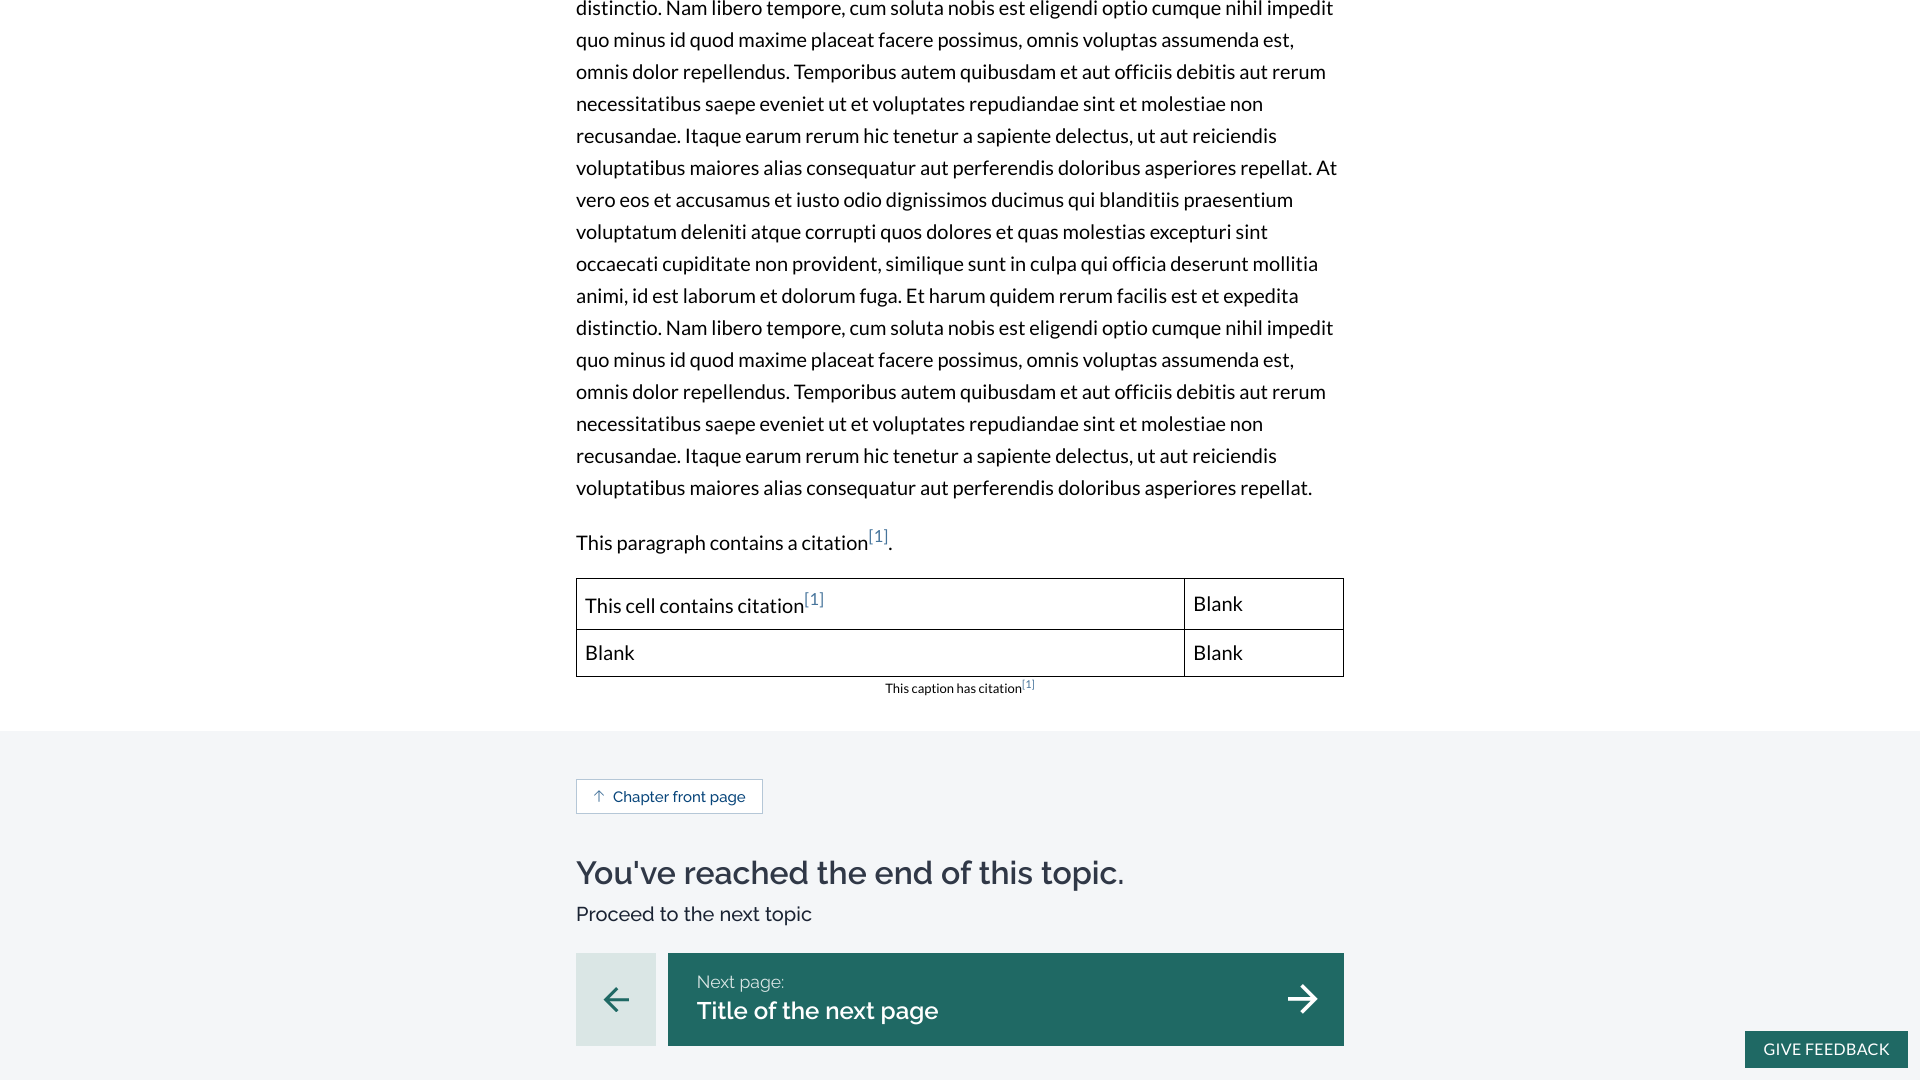 distinctio. Nam libero tempore, cum soluta nobis est eligendi optio cumque nihil impedit
quo minus id quod maxime placeat facere possimus, omnis voluptas assumenda est,
omnis dolor repellendus. Temporibus autem quibusdam et aut officiis debitis aut rerum
necessitatibus saepe eveniet ut et voluptates repudiandae sint et molestiae non
recusandae. Itaque earum rerum hic tenetur a sapiente delectus, ut aut reiciendis
voluptatibus maiores alias consequatur aut perferendis doloribus asperiores repellat. At
vero eos et accusamus et iusto odio dignissimos ducimus qui blanditiis praesentium
voluptatum deleniti atque corrupti quos dolores et quas molestias excepturi sint
occaecati cupiditate non provident, similique sunt in culpa qui officia deserunt mollitia
animi, id est laborum et dolorum fuga. Et harum quidem rerum facilis est et expedita
distinctio. Nam libero tempore, cum soluta nobis est eligendi optio cumque nihil impedit
quo minus id quod maxime placeat facere possimus, omnis voluptas assumenda est,
omnis dolor repellendus. Temporibus autem quibusdam et aut officiis debitis aut rerum
necessitatibus saepe eveniet ut et voluptates repudiandae sint et molestiae non
recusandae. Itaque earum rerum hic tenetur a sapiente delectus, ut aut reiciendis
voluptatibus maiores alias consequatur aut perferendis doloribus asperiores repellat.
This paragraph contains a citation[1].
This cell contains citation[1] Blank
Blank Blank
This caption has citation[1]
↑ Chapter front page
You've reached the end of this topic.
Proceed to the next topic
Next page:
Title of the next page
GIVE FEEDBACK